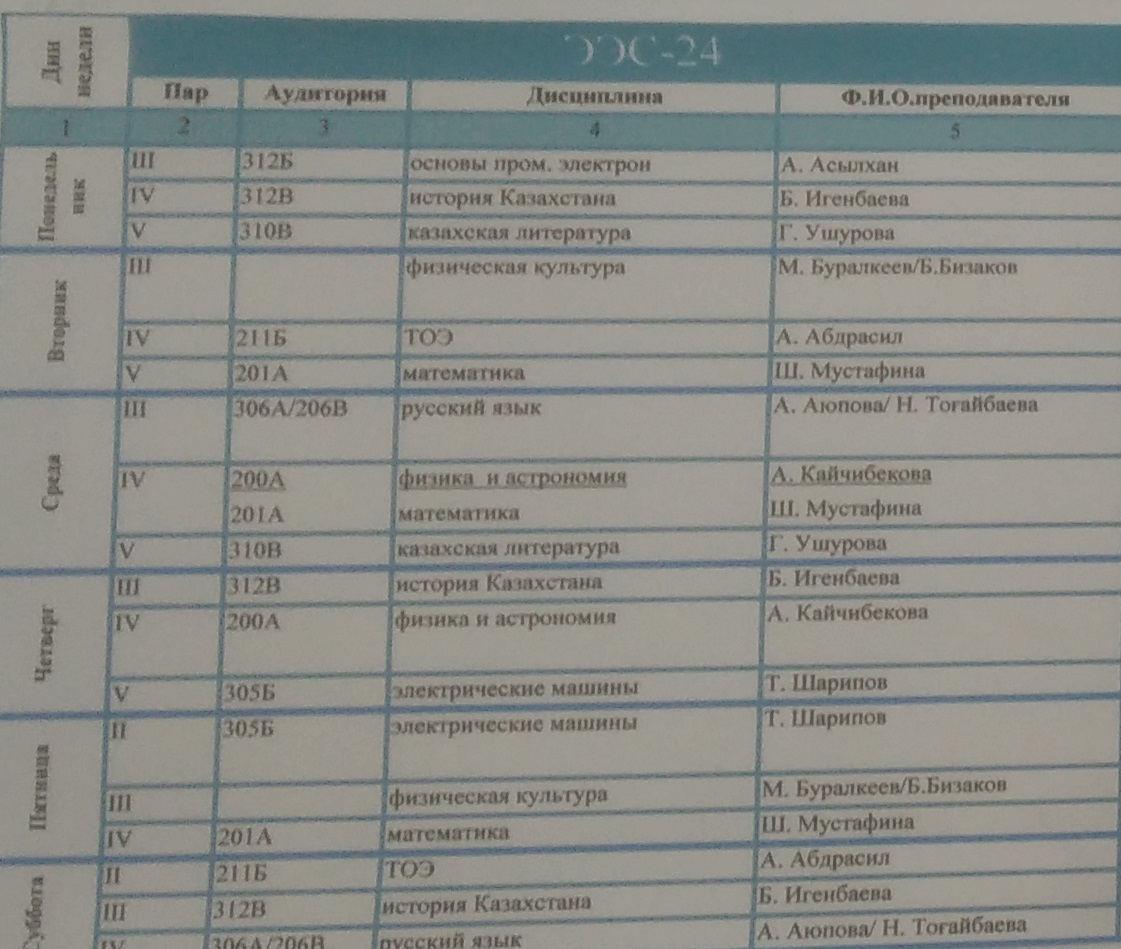 Дни недели
ЭЭС-24
Пар Аудитория Дисциплина Ф.И.О.преподавателя
1 2 3 4 5
Понедельник
III 312Б основы пром. электрон А. Асылхан
IV 312В история Казахстана Б. Игенбаева
V 310В казахская литература Г. Ушурова
Вторник
III физическая культура М. Буралкеев/Б.Бизаков
IV 211Б ТОЭ А. Абдрасил
V 201А математика Ш. Мустафина
Среда
III 306А/206В русский язык А. Аюпова/ Н. Тогайбаева
IV 200А физика и астрономия А. Кайчибекова
201А математика Ш. Мустафина
V 310В казахская литература Г. Ушурова
Четверг
III 312В история Казахстана Б. Игенбаева
IV 200А физика и астрономия А. Кайчибекова
V 305Б электрические машины Т. Шарипов
Пятница
II 305Б электрические машины Т. Шарипов
III физическая культура М. Буралкеев/Б.Бизаков
IV 201А математика Ш. Мустафина
Суббота
II 211Б ТОЭ А. Абдрасил
III 312В история Казахстана Б. Игенбаева
IV 306А/206В русский язык А. Аюпова/ Н. Тогайбаева